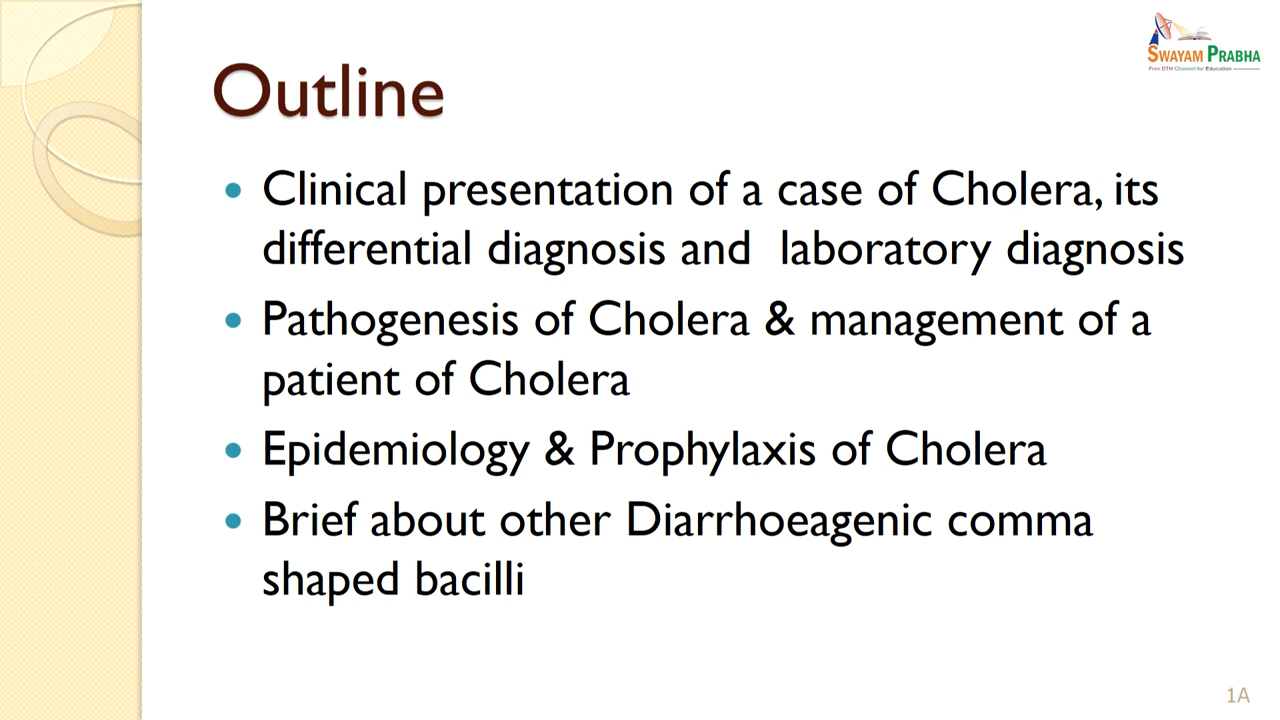 SWAYAM PRABHA
Free DTH Channel for Education
Outline
• Clinical presentation of a case of Cholera, its
differential diagnosis and laboratory diagnosis
• Pathogenesis of Cholera & management of a
patient of Cholera
• Epidemiology & Prophylaxis of Cholera
• Brief about other Diarrhoeagenic comma
shaped bacilli
1A